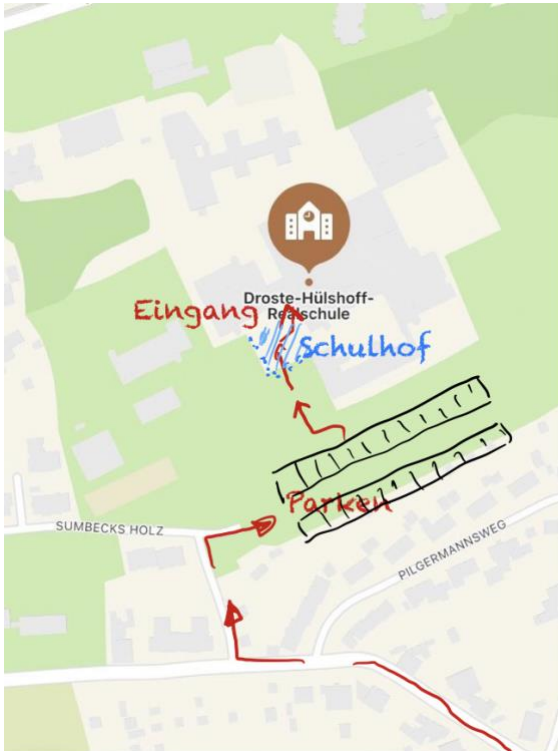 Droste-Hülshoff-
Realschule
Eingang
Schulhof
Parken
SUMBECKS HOLZ
PILGERMANNSWEG